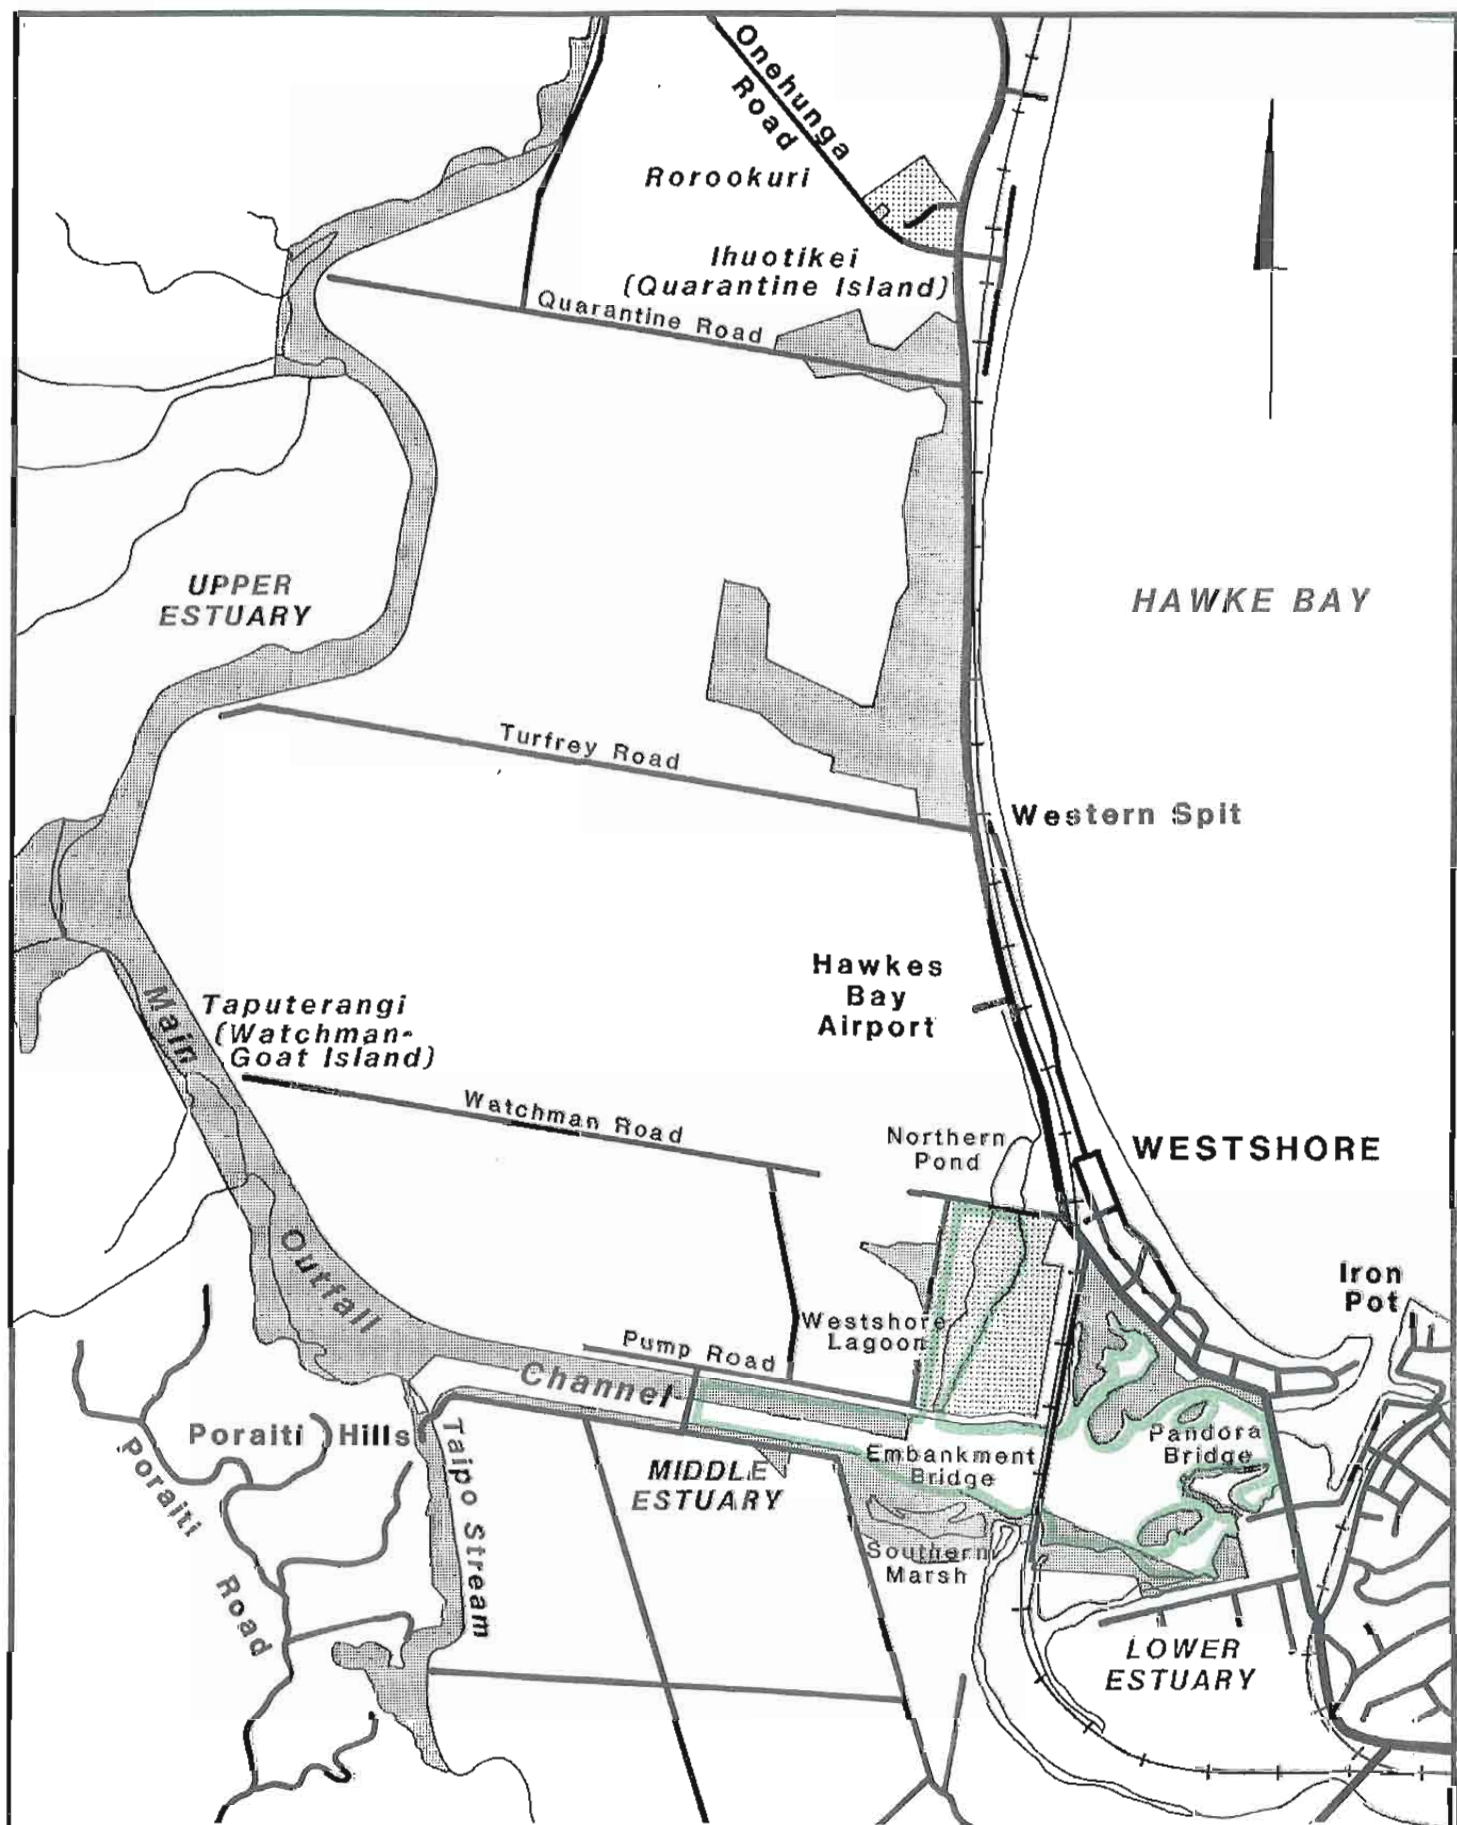 Onehunga
Road
Rorookuri
Ihuotikei
(Quarantine Island)
Quarantine Road
UPPER
ESTUARY
HAWKE BAY
Turfrey Road
Western Spit
Hawkes
Bay
Airport
Main
Taputerangi
(Watchman-
Goat Island)
Watchman Road
Northern
Pond
WESTSHORE
Outfall
Iron
Pot
Westshore
Lagoon
Pump Road
Channel
Poraiti Hills
Poraiti
Road
Taipo Stream
MIDDLE
ESTUARY
Embankment
Bridge
Pandora
Bridge
Southern
Marsh
LOWER
ESTUARY